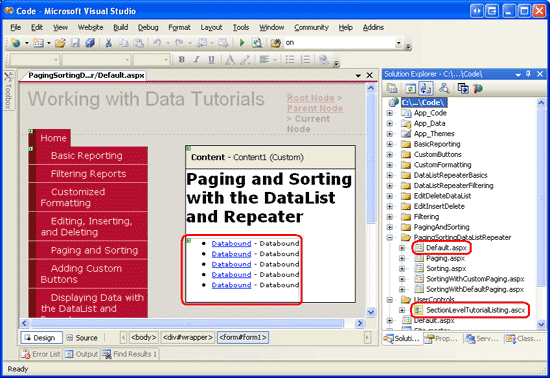 Code - Microsoft Visual Studio
File Edit View Website Build Debug Format Layout Tools Window Community Help Addins
on
PagingSortingD...r/Default.aspx
Solution Explorer - C:\...\Code\
Toolbox
Working with Data Tutorials
Root Node >
Parent Node
> Current
Node
Home
Basic Reporting
Filtering Reports
Customized
Formatting
Editing, Inserting,
and Deleting
Paging and Sorting
Adding Custom
Buttons
Displaying Data with
the DataList and
Content - Content1 (Custom)
Paging and Sorting
with the DataList
and Repeater
Databound - Databound
Databound - Databound
Databound - Databound
Databound - Databound
Databound - Databound
C:\...\Code\
App_Code
App_Data
App_Themes
BasicReporting
CustomButtons
CustomFormatting
DataListRepeaterBasics
DataListRepeaterFiltering
EditDeleteDataList
EditInsertDelete
Filtering
PagingAndSorting
PagingSortingDataListRepeater
Default.aspx
Paging.aspx
Sorting.aspx
SortingWithCustomPaging.aspx
SortingWithDefaultPaging.aspx
UserControls
SectionLevelTutorialListing.ascx
Default.aspx
Design Source <body> <div#wrapper> <form#form1>
Soluti... Prop... Serv... Class...
Error List Output Find Results 1
Ready